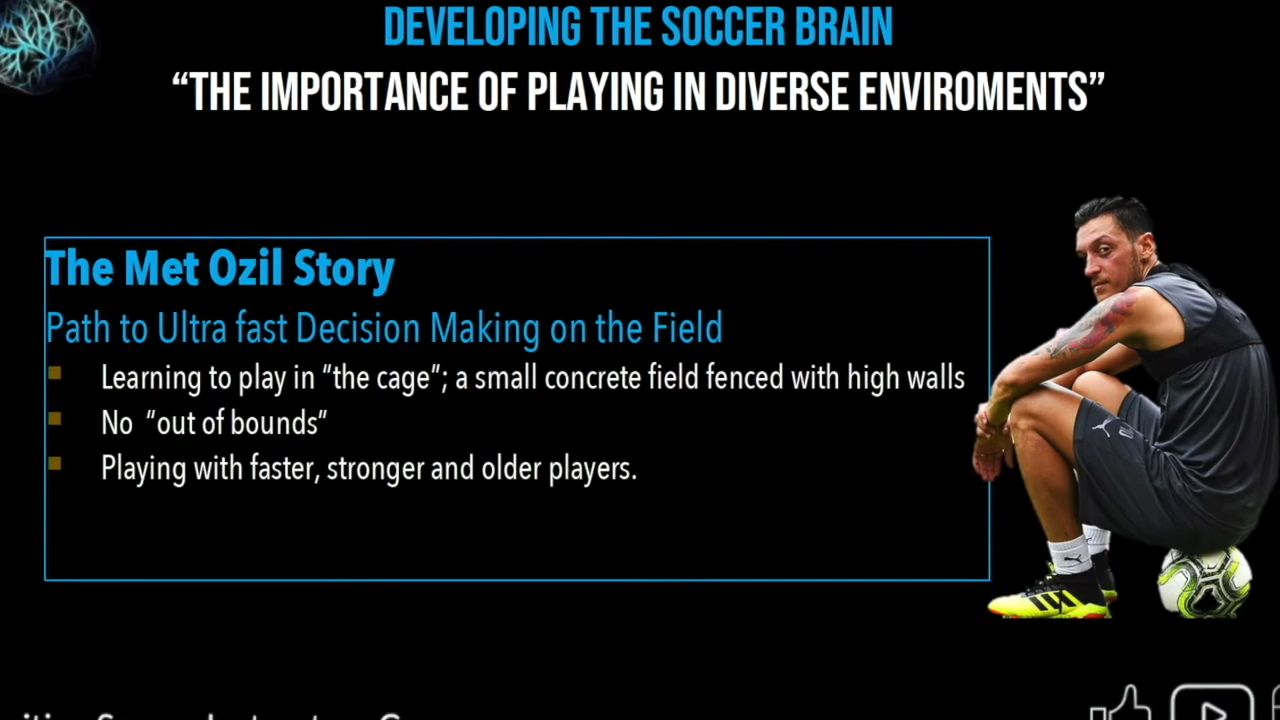 DEVELOPING THE SOCCER BRAIN
“THE IMPORTANCE OF PLAYING IN DIVERSE ENVIROMENTS”
The Met Ozil Story
Path to Ultra fast Decision Making on the Field
Learning to play in “the cage”; a small concrete field fenced with high walls
No “out of bounds”
Playing with faster, stronger and older players.